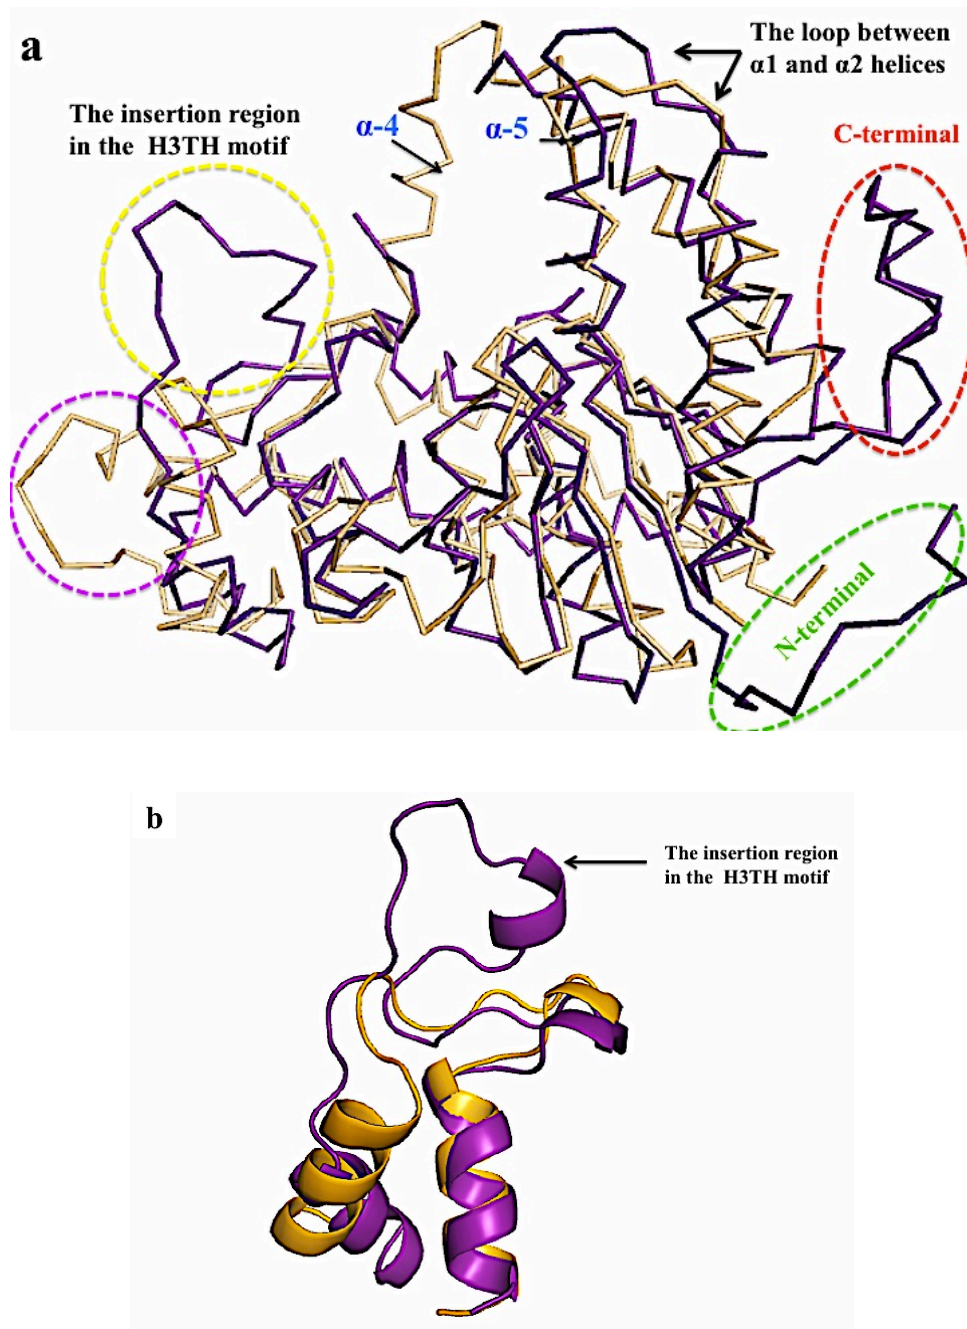 a
The loop between
α1 and α2 helices
The insertion region
in the H3TH motif
α-4
α-5
C-terminal
N-terminal
b
The insertion region
in the H3TH motif